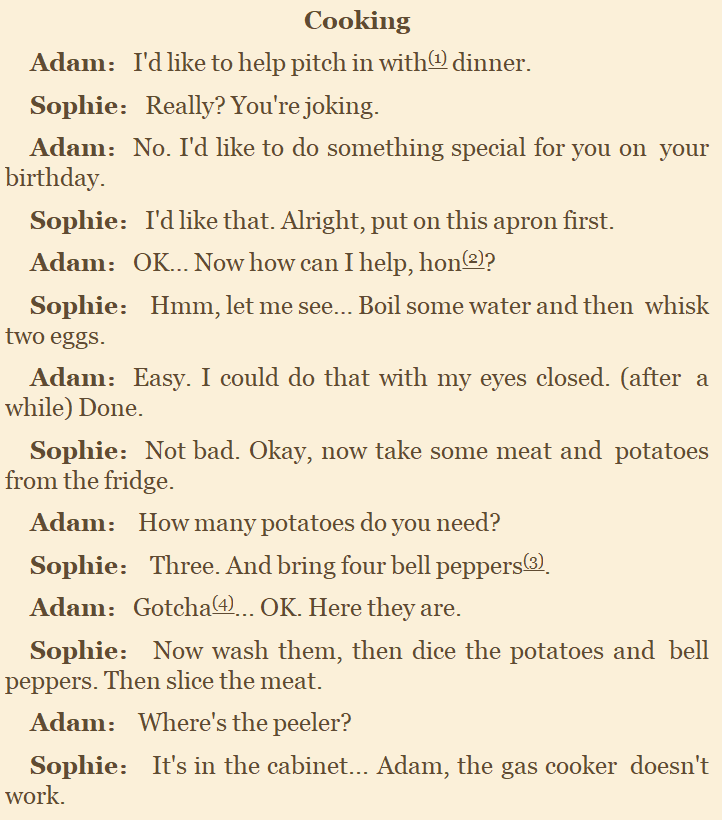 Cooking
Adam： I'd like to help pitch in with(1) dinner.
Sophie： Really? You're joking.
Adam： No. I'd like to do something special for you on your
birthday.
Sophie： I'd like that. Alright, put on this apron first.
Adam： OK... Now how can I help, hon(2)?
Sophie： Hmm, let me see... Boil some water and then whisk
two eggs.
Adam： Easy. I could do that with my eyes closed. (after a
while) Done.
Sophie： Not bad. Okay, now take some meat and potatoes
from the fridge.
Adam： How many potatoes do you need?
Sophie： Three. And bring four bell peppers(3).
Adam： Gotcha(4)... OK. Here they are.
Sophie： Now wash them, then dice the potatoes and bell
peppers. Then slice the meat.
Adam： Where's the peeler?
Sophie： It's in the cabinet... Adam, the gas cooker doesn't
work.